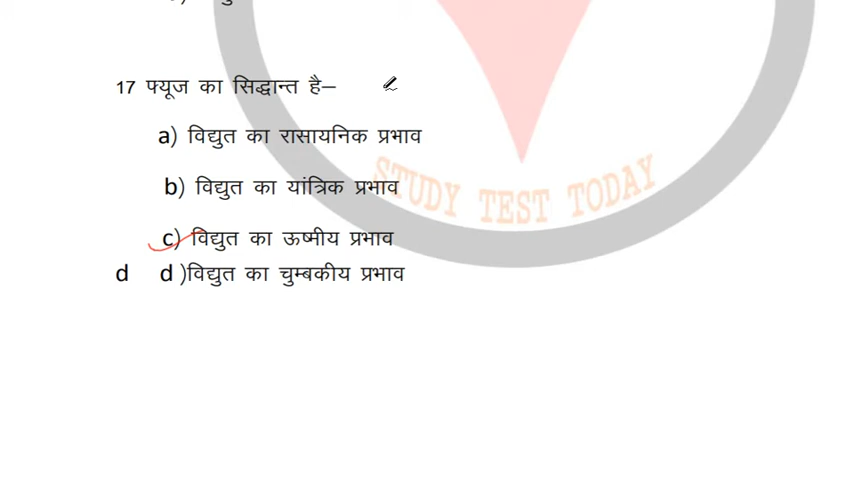 17 फ्यूज का सिद्धान्त है–
a) विद्युत का रासायनिक प्रभाव
b) विद्युत का यांत्रिक प्रभाव
c) विद्युत का ऊष्मीय प्रभाव
d d )विद्युत का चुम्बकीय प्रभाव
STUDY TEST TODAY